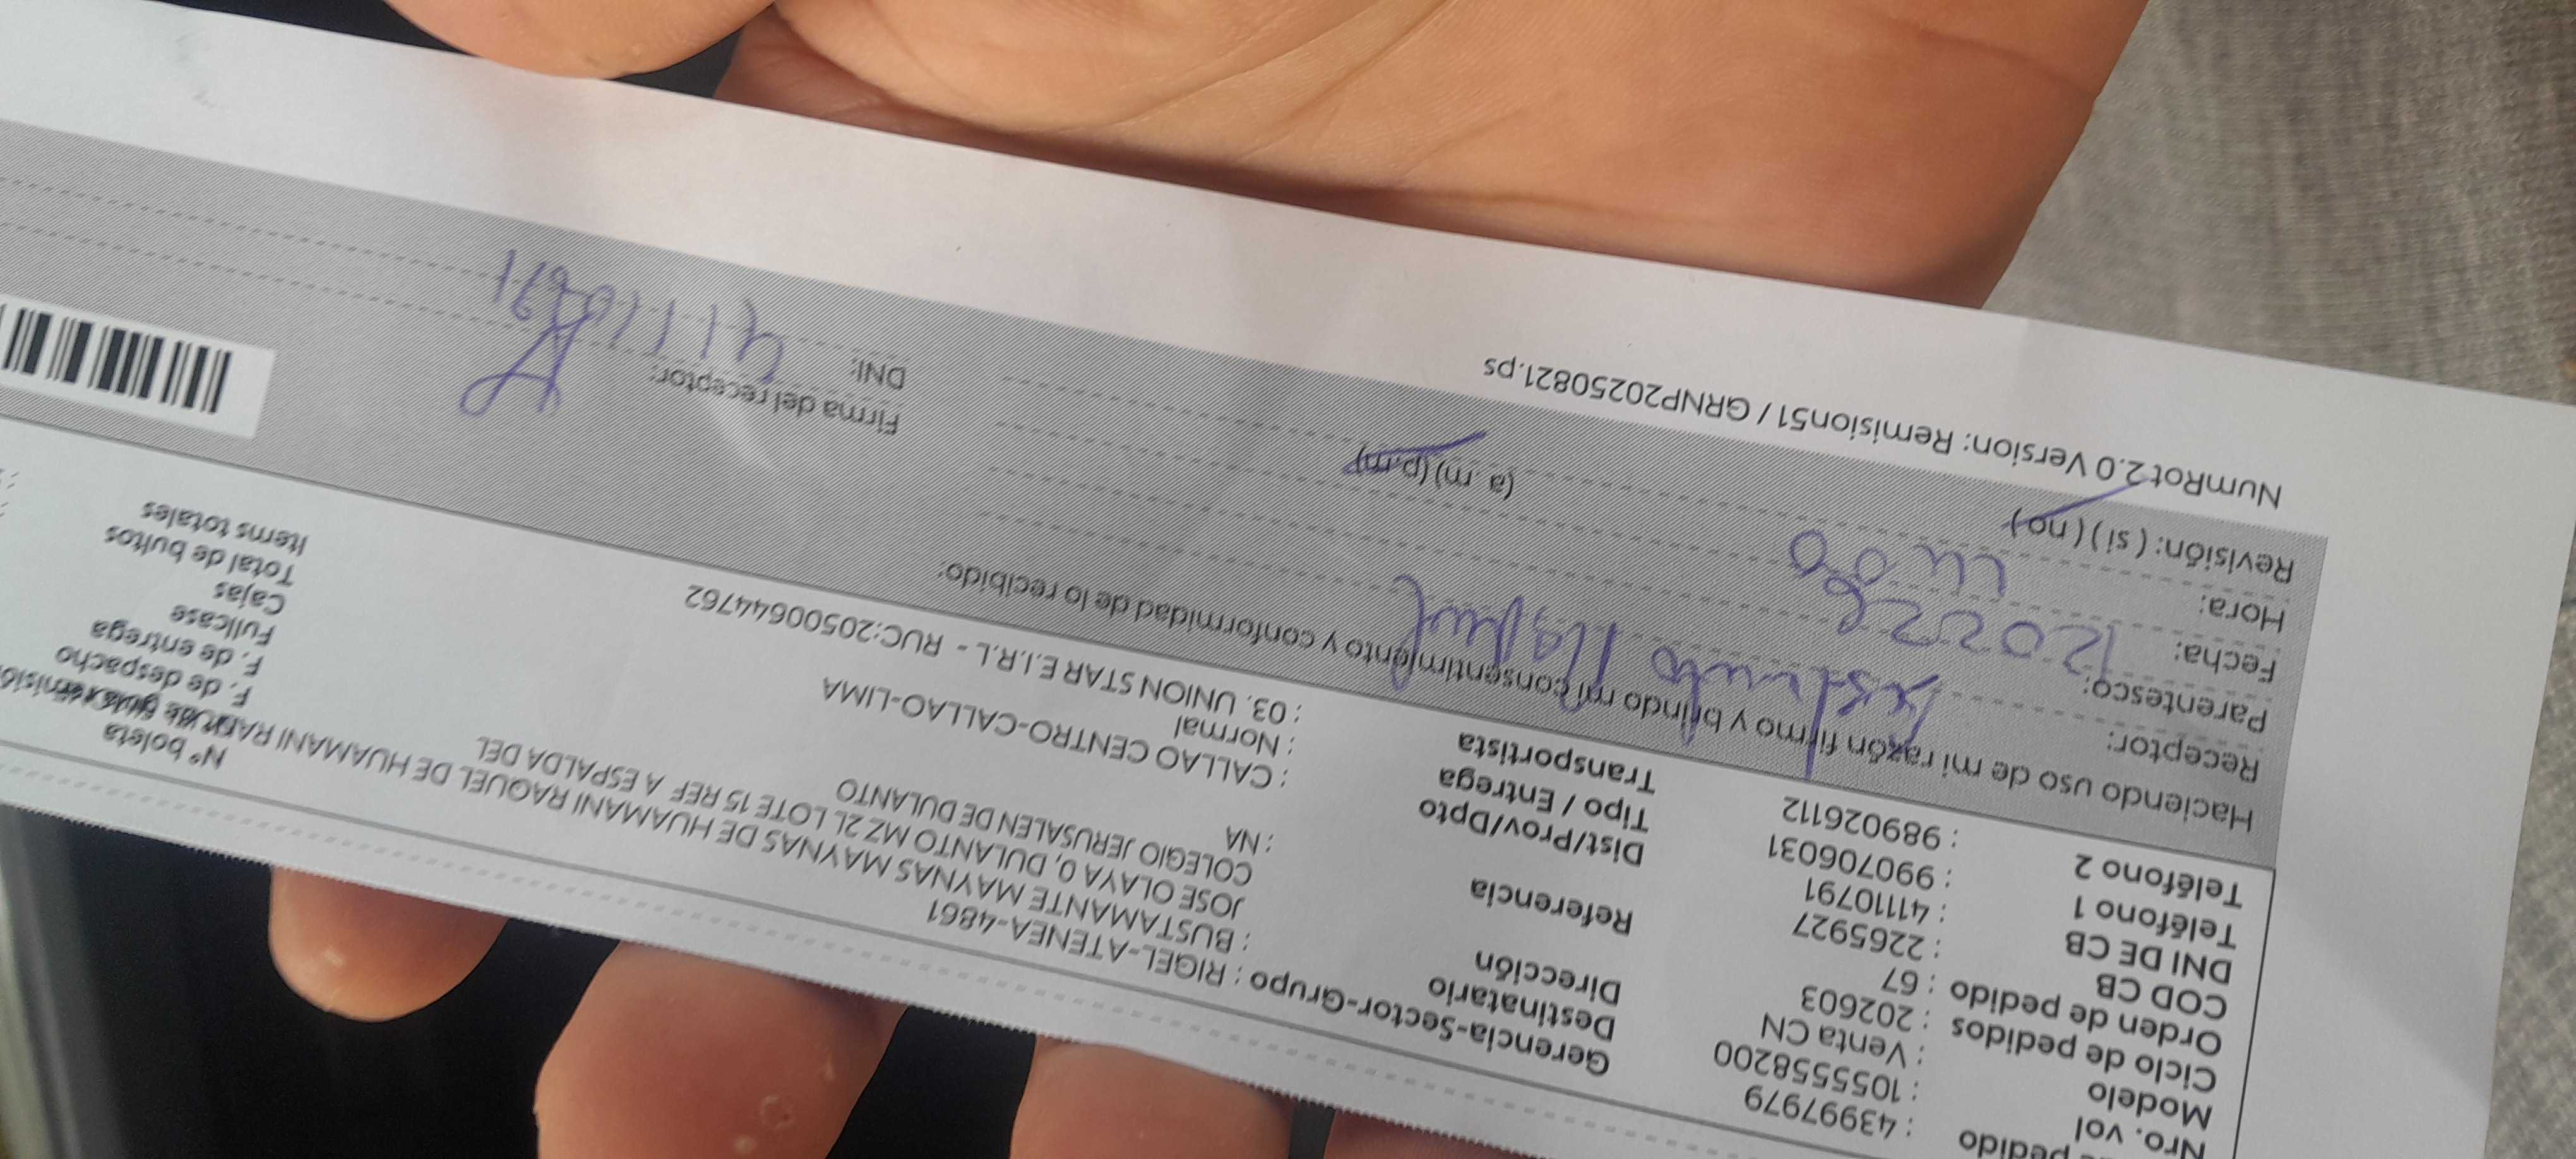 pedido : 43997979
Nro. vol : 1055558200
Modelo : Venta CN
Ciclo de pedidos : 202603
Orden de pedido : 67
COD CB : 2265927
DNI DE CB : 41110791
Teléfono 1 : 990706031
Teléfono 2 : 989026112
Gerencia-Sector-Grupo : RIGEL-ATENEA-4861
Destinatario : BUSTAMANTE MAYNAS MAYNAS DE HUAMANI RAQUEL DE HUAMANI
Dirección JOSE OLAYA 0, DULANTO MZ 2L LOTE 15 REF A ESPALDA DEL
COLEGIO JERUSALEN DE DULANTO
Referencia : NA
Dist/Prov/Dpto : CALLAO CENTRO-CALLAO-LIMA
Tipo / Entrega : Normal
Transportista : 03. UNION STAR E.I.R.L - RUC:20500644762
Nº boleta
F. de despacho
F. de entrega
Fullcase
Cajas
Total de bultos
Items totales
Haciendo uso de mi razón firmo y brindo mi consentimiento y conformidad de lo recibido.
Receptor:
Parentesco:
Fecha:
Hora:
Revisión: ( si ) ( no )
(a. m) (p.m)
Firma del receptor:
DNI:
NumRot 2.0 Version: Remision51 / GRNP20250821.ps